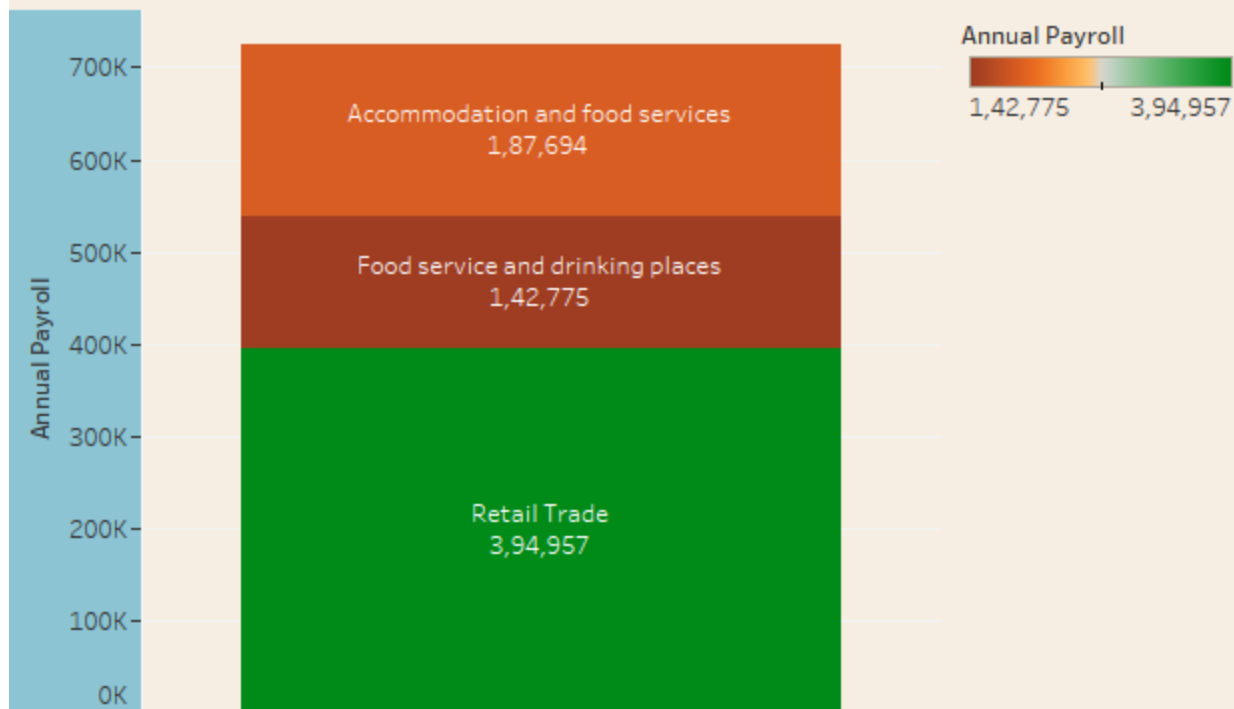 Annual Payroll
700K
600K
500K
400K
300K
200K
100K
0K
Accommodation and food services
1,87,694
Food service and drinking places
1,42,775
Retail Trade
3,94,957
Annual Payroll
1,42,775 3,94,957